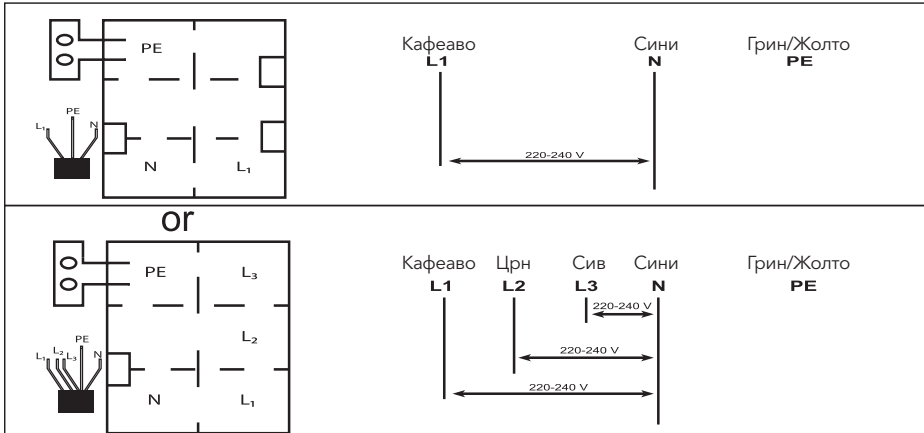 PE
L₁ PE N
N L₁
Кафеаво Сини Грин/Жолто
L1 N PE
220-240 V
or
PE L₃
L₂
L₁ L₂ L₃ PE N
N L₁
Кафеаво Црн Сив Сини Грин/Жолто
L1 L2 L3 N PE
220-240 V
220-240 V
220-240 V